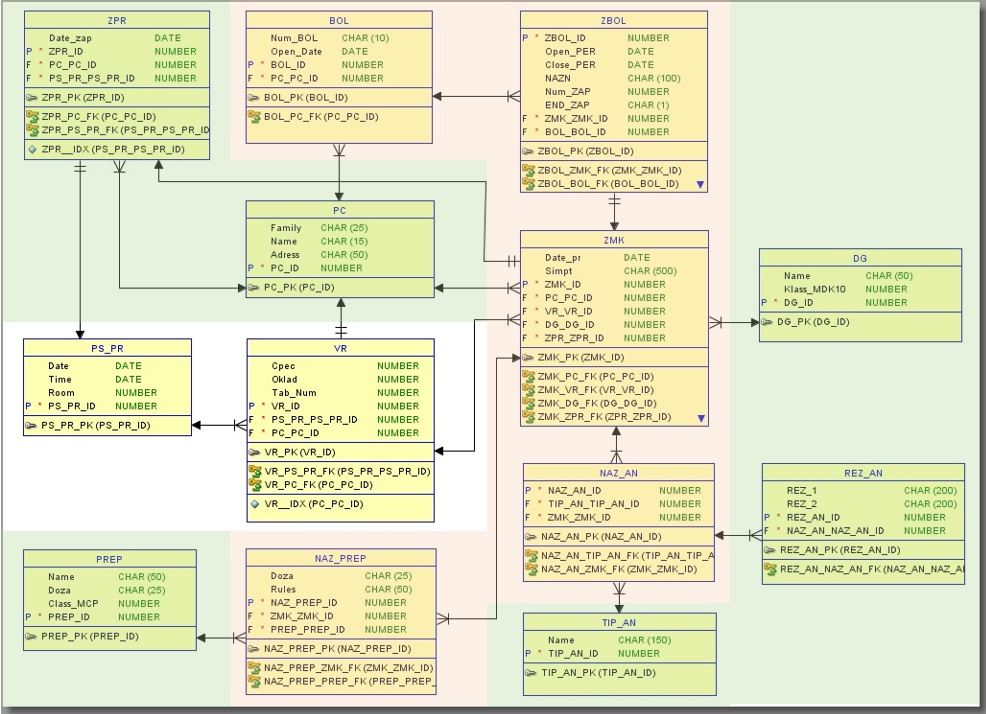 ZPR
Date_zap DATE
P * ZPR_ID NUMBER
F * PC_PC_ID NUMBER
F * PS_PR_PS_PR_ID NUMBER
ZPR_PK (ZPR_ID)
ZPR_PC_FK (PC_PC_ID)
ZPR_PS_PR_FK (PS_PR_PS_PR_ID
ZPR__IDX (PS_PR_PS_PR_ID)
BOL
Num_BOL CHAR (10)
Open_Date DATE
P * BOL_ID NUMBER
F * PC_PC_ID NUMBER
BOL_PK (BOL_ID)
BOL_PC_FK (PC_PC_ID)
ZBOL
P * ZBOL_ID NUMBER
Open_PER DATE
Close_PER DATE
NAZN CHAR (100)
Num_ZAP NUMBER
END_ZAP CHAR (1)
F * ZMK_ZMK_ID NUMBER
F * BOL_BOL_ID NUMBER
ZBOL_PK (ZBOL_ID)
ZBOL_ZMK_FK (ZMK_ZMK_ID)
ZBOL_BOL_FK (BOL_BOL_ID)
PC
Family CHAR (25)
Name CHAR (15)
Adress CHAR (50)
P * PC_ID NUMBER
PC_PK (PC_ID)
ZMK
Date_pr DATE
Simpt CHAR (500)
P * ZMK_ID NUMBER
F * PC_PC_ID NUMBER
F * VR_VR_ID NUMBER
F * DG_DG_ID NUMBER
F * ZPR_ZPR_ID NUMBER
ZMK_PK (ZMK_ID)
ZMK_PC_FK (PC_PC_ID)
ZMK_VR_FK (VR_VR_ID)
ZMK_DG_FK (DG_DG_ID)
ZMK_ZPR_FK (ZPR_ZPR_ID)
DG
Name CHAR (50)
Klass_MDK10 NUMBER
P * DG_ID NUMBER
DG_PK (DG_ID)
PS_PR
Date DATE
Time DATE
Room NUMBER
P * PS_PR_ID NUMBER
PS_PR_PK (PS_PR_ID)
VR
Cpec NUMBER
Oklad NUMBER
Tab_Num NUMBER
P * VR_ID NUMBER
F * PS_PR_PS_PR_ID NUMBER
F * PC_PC_ID NUMBER
VR_PK (VR_ID)
VR_PS_PR_FK (PS_PR_PS_PR_ID)
VR_PC_FK (PC_PC_ID)
VR__IDX (PC_PC_ID)
NAZ_AN
P * NAZ_AN_ID NUMBER
F * TIP_AN_TIP_AN_ID NUMBER
F * ZMK_ZMK_ID NUMBER
NAZ_AN_PK (NAZ_AN_ID)
NAZ_AN_TIP_AN_FK (TIP_AN_TIP_A
NAZ_AN_ZMK_FK (ZMK_ZMK_ID)
REZ_AN
REZ_1 CHAR (200)
REZ_2 CHAR (200)
P * REZ_AN_ID NUMBER
F * NAZ_AN_NAZ_AN_ID NUMBER
REZ_AN_PK (REZ_AN_ID)
REZ_AN_NAZ_AN_FK (NAZ_AN_NAZ_AI
PREP
Name CHAR (50)
Doza CHAR (25)
Class_MCP NUMBER
P * PREP_ID NUMBER
PREP_PK (PREP_ID)
NAZ_PREP
Doza CHAR (25)
Rules CHAR (50)
P * NAZ_PREP_ID NUMBER
F * ZMK_ZMK_ID NUMBER
F * PREP_PREP_ID NUMBER
NAZ_PREP_PK (NAZ_PREP_ID)
NAZ_PREP_ZMK_FK (ZMK_ZMK_ID)
NAZ_PREP_PREP_FK (PREP_PREP_
TIP_AN
Name CHAR (150)
P * TIP_AN_ID NUMBER
TIP_AN_PK (TIP_AN_ID)